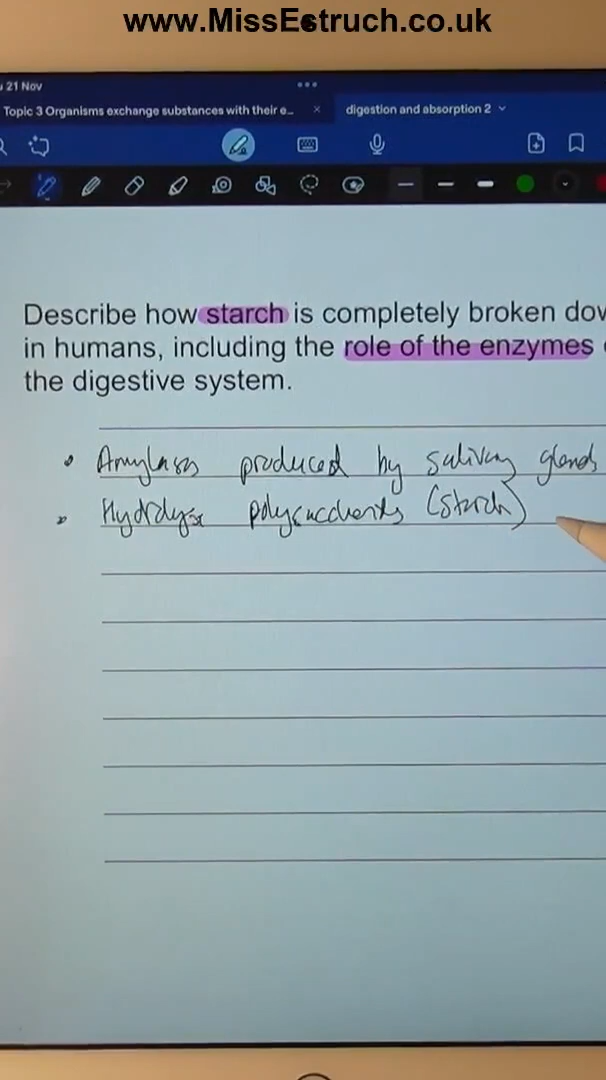 www.MissEstruch.co.uk
21 Nov
Topic 3 Organisms exchange substances with their e... × digestion and absorption 2
Describe how starch is completely broken dow
in humans, including the role of the enzymes
the digestive system.
• Amylases produced by salivary glands
• Hydrolyse polysaccharides (starch)